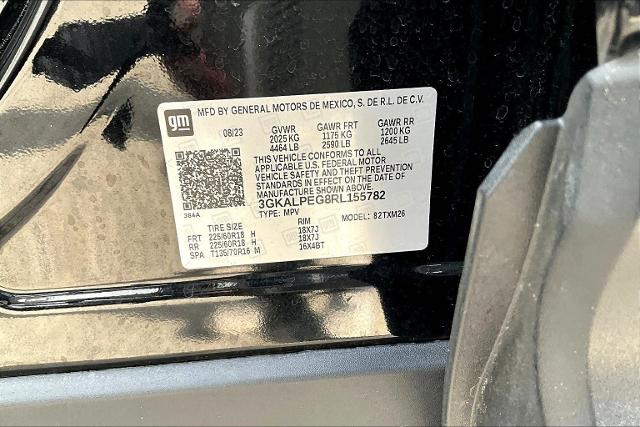 gm
MFD BY GENERAL MOTORS DE MEXICO, S. DE R.L. DE C.V.
08/23 GVWR GAWR FRT GAWR RR
2025 KG 1175 KG 1200 KG
4464 LB 2590 LB 2645 LB
THIS VEHICLE CONFORMS TO ALL
APPLICABLE U.S. FEDERAL MOTOR
VEHICLE SAFETY AND THEFT PREVENTION
STANDARDS IN EFFECT ON THE DATE OF
MANUFACTURE SHOWN ABOVE.
384A 3GKALPEG8RL155782
TYPE: MPV MODEL: 82TXM26
TIRE SIZE RIM
FRT 225/60R18 H 18X7J
RR 225/60R18 H 18X7J
SPA T135/70R16 M 16X4BT